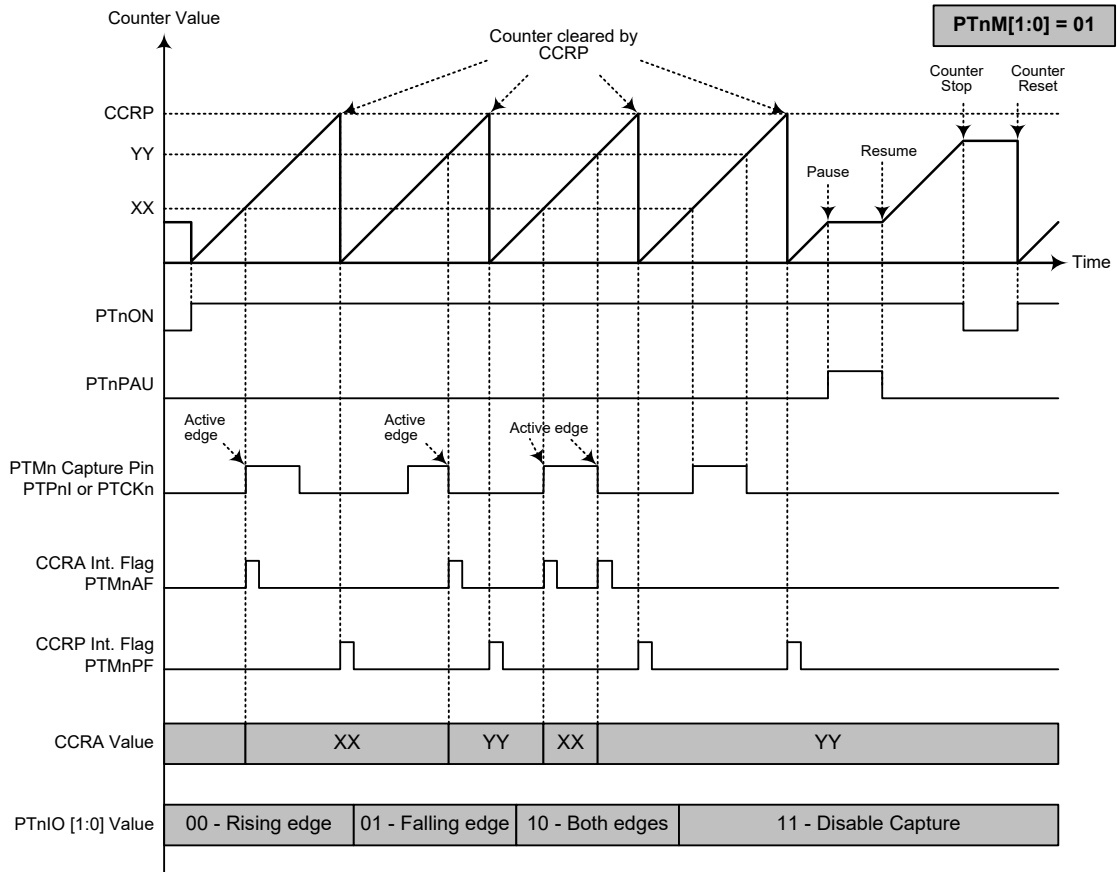 Counter Value
PTnM[1:0] = 01
Counter cleared by
CCRP
Counter
Stop
Counter
Reset
CCRP
YY
Resume
Pause
XX
Time
PTnON
PTnPAU
Active
edge
Active
edge
Active edge
PTMn Capture Pin
PTPnI or PTCKn
CCRA Int. Flag
PTMnAF
CCRP Int. Flag
PTMnPF
CCRA Value
XX
YY
XX
YY
PTnIO [1:0] Value
00 - Rising edge
01 - Falling edge
10 - Both edges
11 - Disable Capture